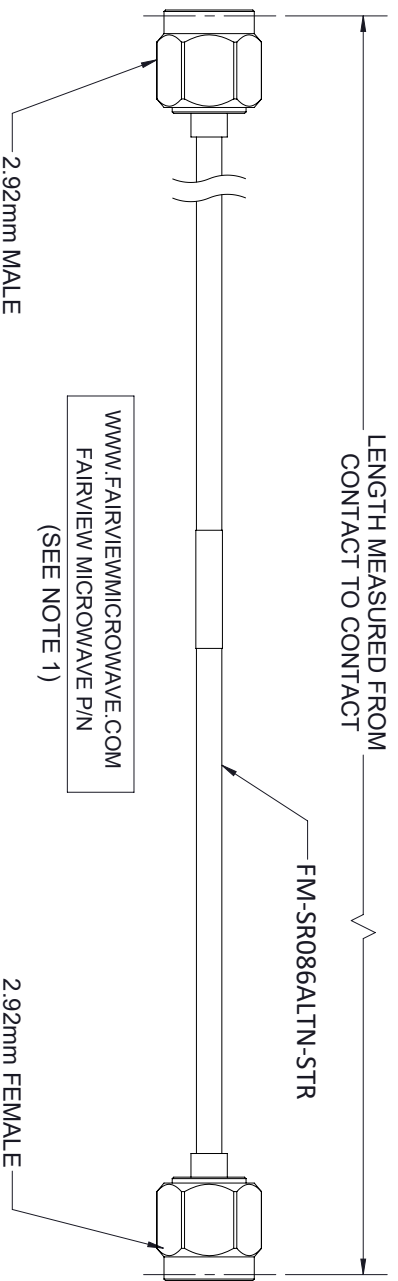 LENGTH MEASURED FROM
CONTACT TO CONTACT
FM-SR086ALTN-STR
2.92mm MALE
WWW.FAIRVIEWMICROWAVE.COM
FAIRVIEW MICROWAVE P/N
(SEE NOTE 1)
2.92mm FEMALE